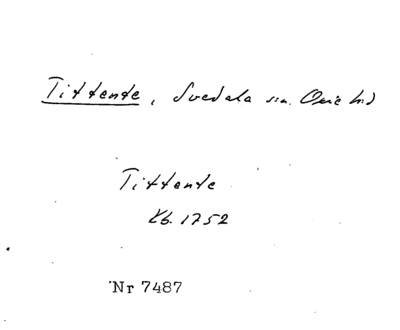 Tittente, Svedala sn. Oxie hd
Tittente
Kb. 1752
Nr 7487